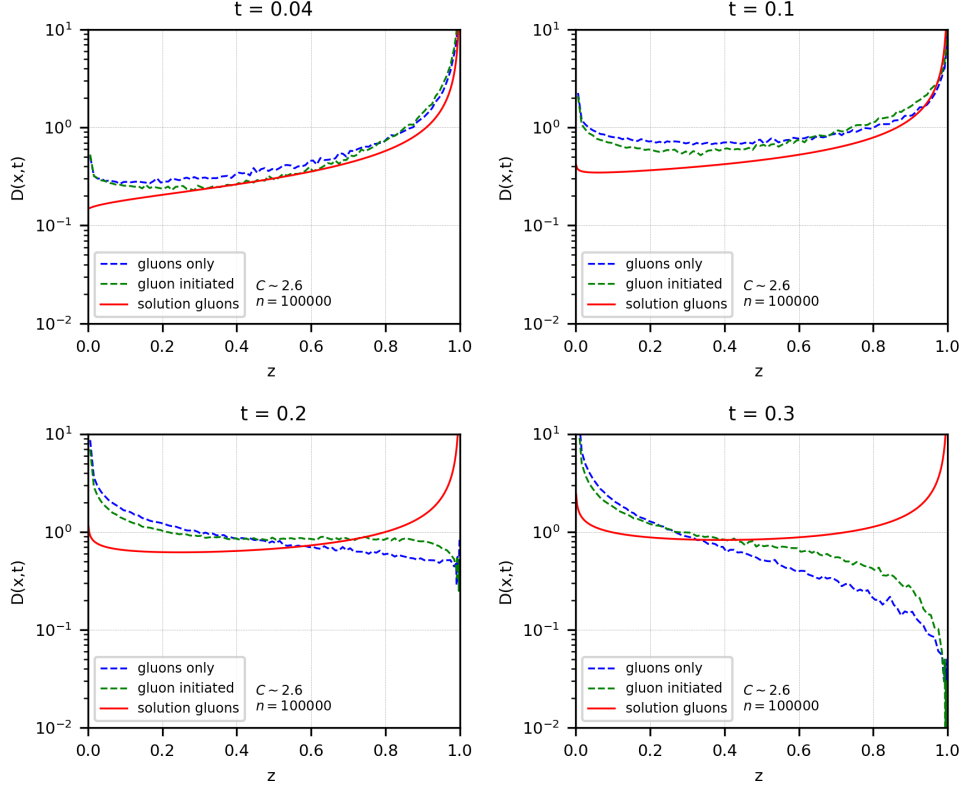 t = 0.04
10^1
10^0
10^-1
10^-2
D(x,t)
gluons only
gluon initiated
solution gluons
C ~ 2.6
n = 100000
0.0 0.2 0.4 0.6 0.8 1.0
z
t = 0.1
10^1
10^0
10^-1
10^-2
D(x,t)
gluons only
gluon initiated
solution gluons
C ~ 2.6
n = 100000
0.0 0.2 0.4 0.6 0.8 1.0
z
t = 0.2
10^1
10^0
10^-1
10^-2
D(x,t)
gluons only
gluon initiated
solution gluons
C ~ 2.6
n = 100000
0.0 0.2 0.4 0.6 0.8 1.0
z
t = 0.3
10^1
10^0
10^-1
10^-2
D(x,t)
gluons only
gluon initiated
solution gluons
C ~ 2.6
n = 100000
0.0 0.2 0.4 0.6 0.8 1.0
z